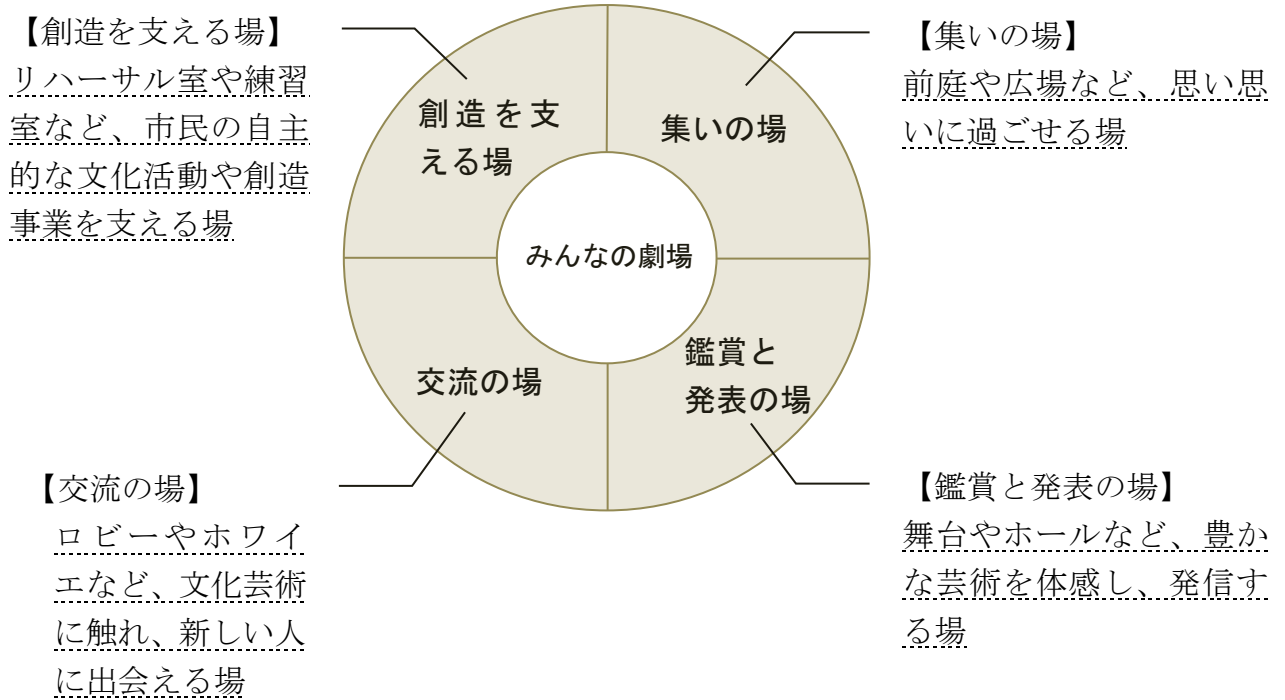 【創造を支える場】
リハーサル室や練習
室など、市民の自主
的な文化活動や創造
事業を支える場
【集いの場】
前庭や広場など、思い思
いに過ごせる場
創造を支
える場
集いの場
みんなの劇場
交流の場
鑑賞と
発表の場
【交流の場】
ロビーやホワイ
エなど、文化芸術
に触れ、新しい人
に出会える場
【鑑賞と発表の場】
舞台やホールなど、豊か
な芸術を体感し、発信す
る場